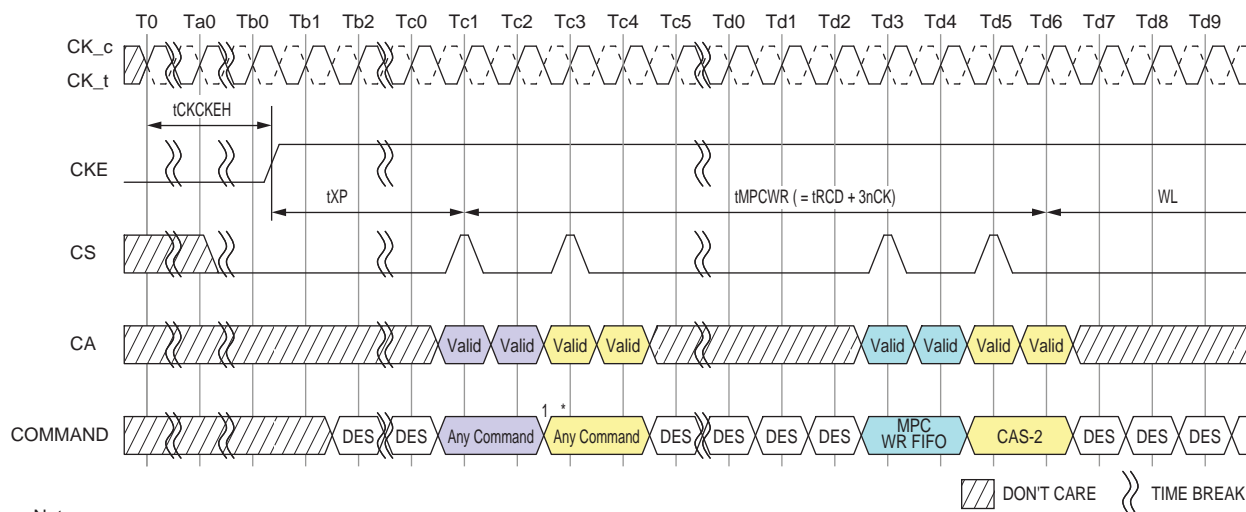 T0 Ta0 Tb0 Tb1 Tb2 Tc0 Tc1 Tc2 Tc3 Tc4 Tc5 Td0 Td1 Td2 Td3 Td4 Td5 Td6 Td7 Td8 Td9
CK_c
CK_t
tCKCKEH
CKE
tXP
tMPCWR ( = tRCD + 3nCK)
WL
CS
CA
Valid Valid Valid Valid Valid Valid Valid Valid
1 *
COMMAND
DES DES Any Command Any Command DES DES DES DES MPC WR FIFO CAS-2 DES DES DES
DON'T CARE
TIME BREAK